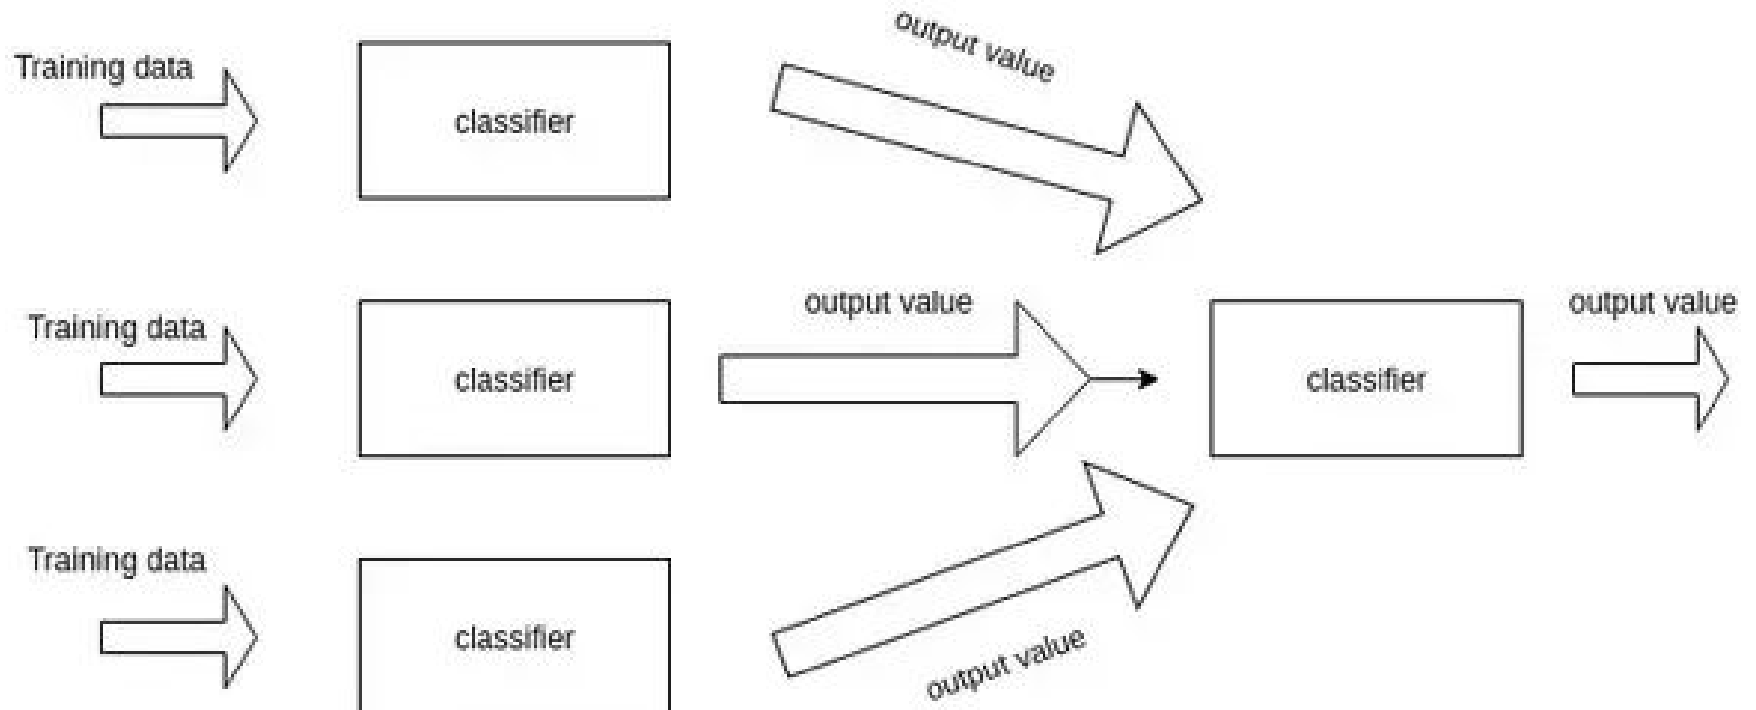 output value
Training data
classifier
output value
output value
Training data
classifier
classifier
Training data
classifier
output value